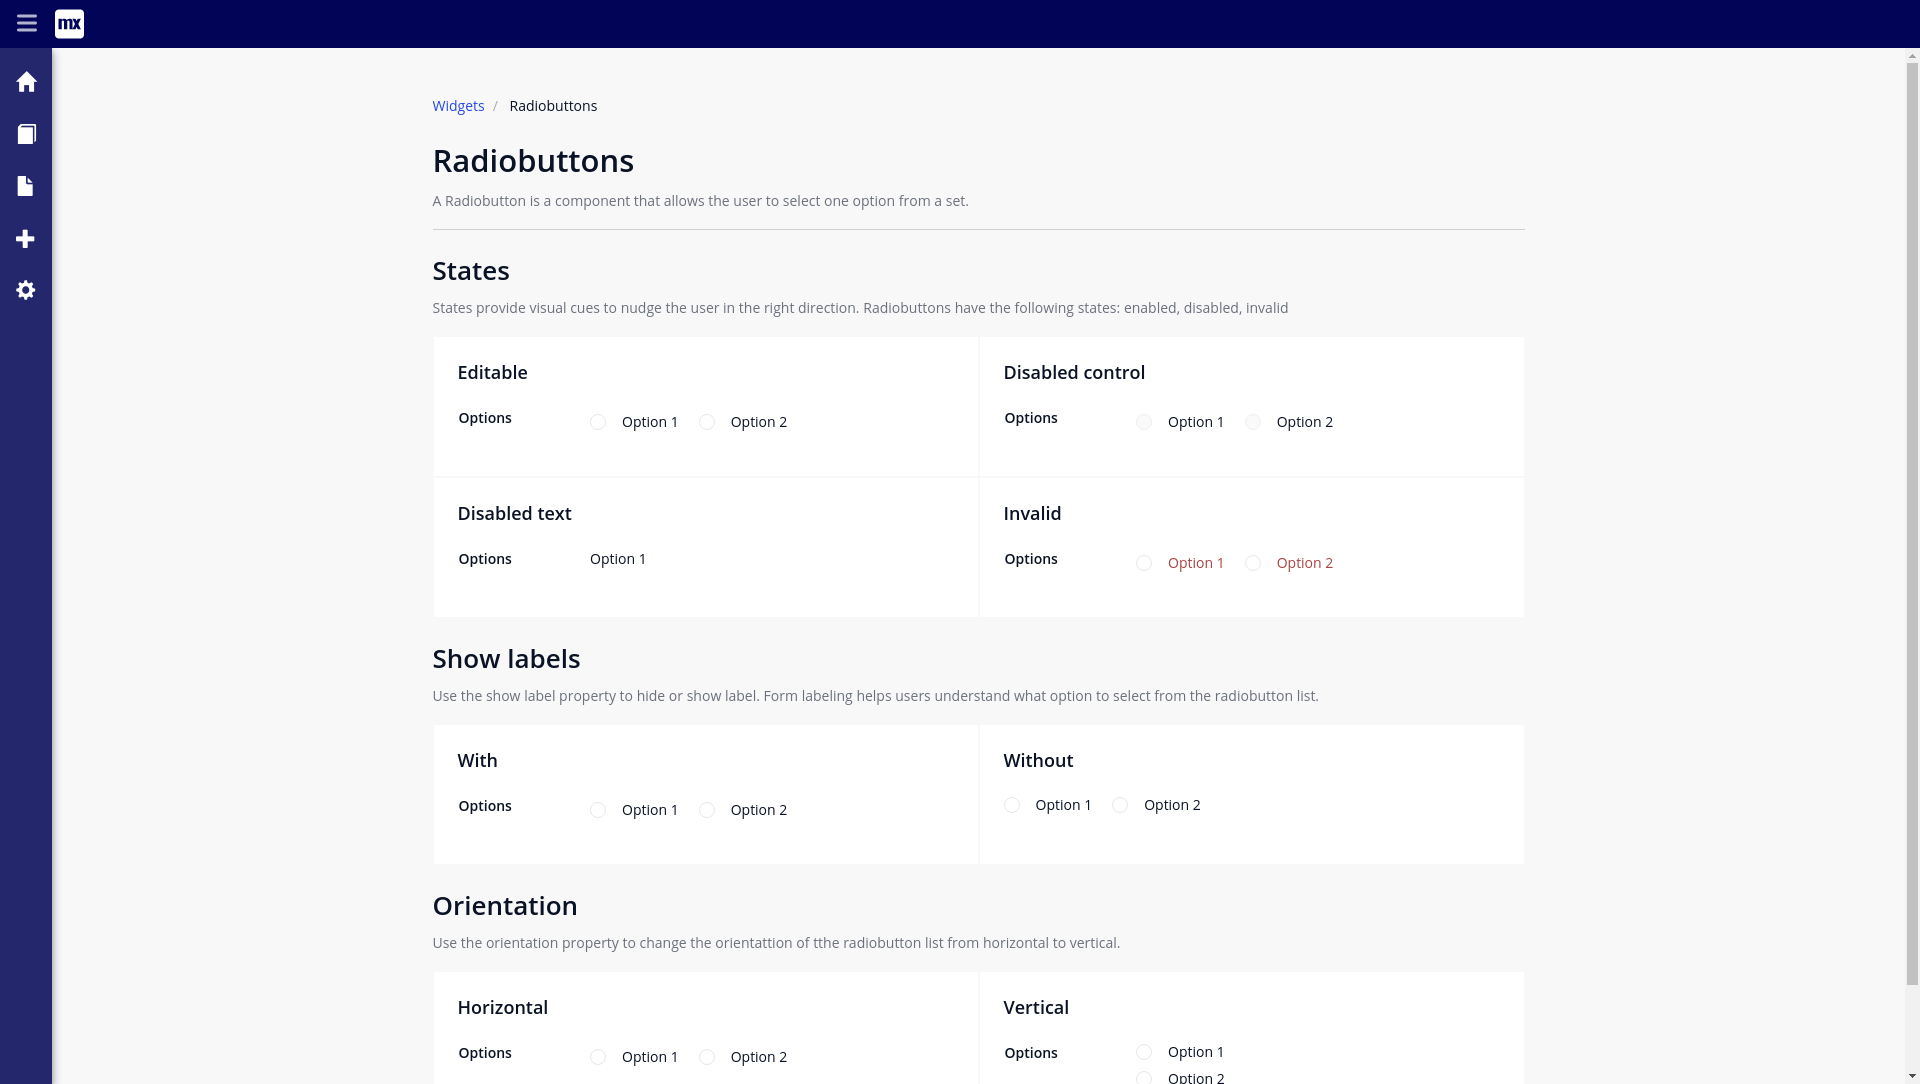 mx
Widgets / Radiobuttons
Radiobuttons
A Radiobutton is a component that allows the user to select one option from a set.
States
States provide visual cues to nudge the user in the right direction. Radiobuttons have the following states: enabled, disabled, invalid
Editable
Options Option 1 Option 2
Disabled control
Options Option 1 Option 2
Disabled text
Options Option 1
Invalid
Options Option 1 Option 2
Show labels
Use the show label property to hide or show label. Form labeling helps users understand what option to select from the radiobutton list.
With
Options Option 1 Option 2
Without
Option 1 Option 2
Orientation
Use the orientation property to change the orientattion of tthe radiobutton list from horizontal to vertical.
Horizontal
Options Option 1 Option 2
Vertical
Options Option 1
Option 2